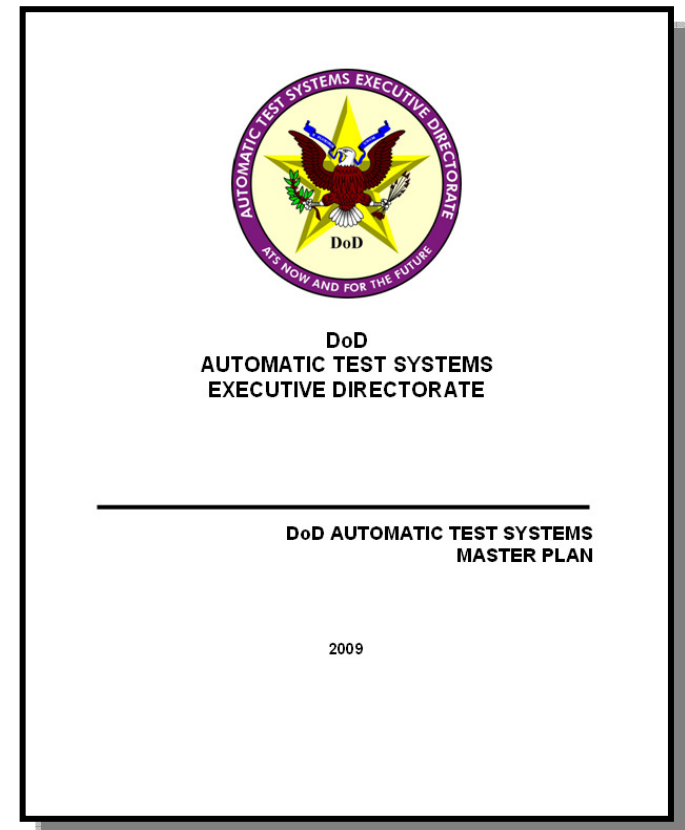 AUTOMATIC TEST SYSTEMS EXECUTIVE DIRECTORATE
DoD
ATS NOW AND FOR THE FUTURE
DoD
AUTOMATIC TEST SYSTEMS
EXECUTIVE DIRECTORATE
DoD AUTOMATIC TEST SYSTEMS
MASTER PLAN
2009